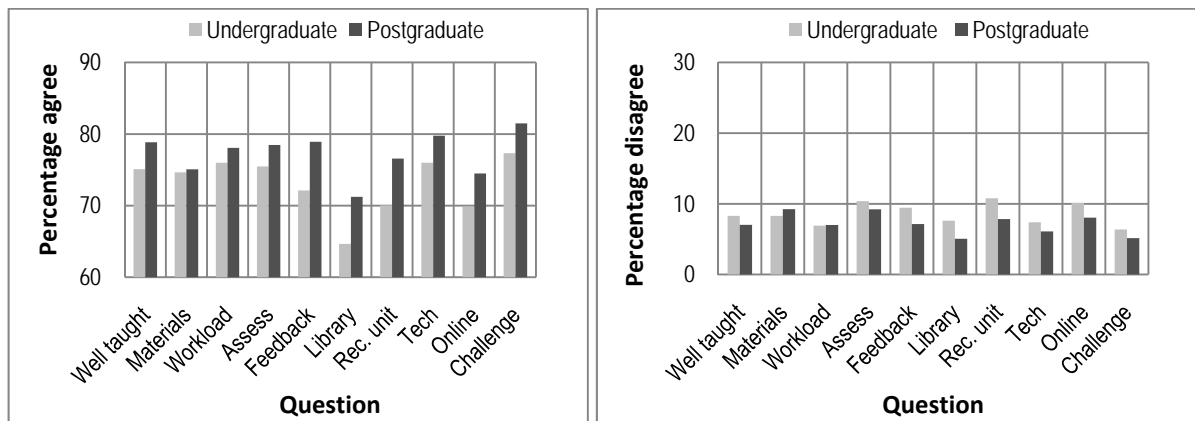 Undergraduate Postgraduate
Percentage agree
90
80
70
60
Well taught
Materials
Workload
Assess
Feedback
Library
Rec. unit
Tech
Online
Challenge
Question
Undergraduate Postgraduate
Percentage disagree
30
20
10
0
Well taught
Materials
Workload
Assess
Feedback
Library
Rec. unit
Tech
Online
Challenge
Question